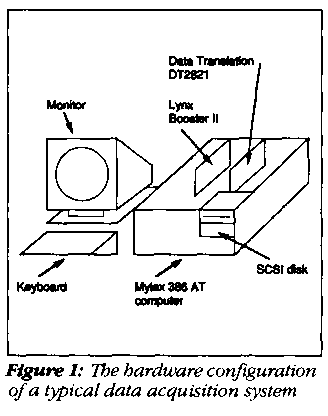 Data Translation
DT2821
Monitor
Lynx
Booster II
SCSI disk
Keyboard
Mylax 386 AT
computer
Figure 1: The hardware configuration
of a typical data acquisition system